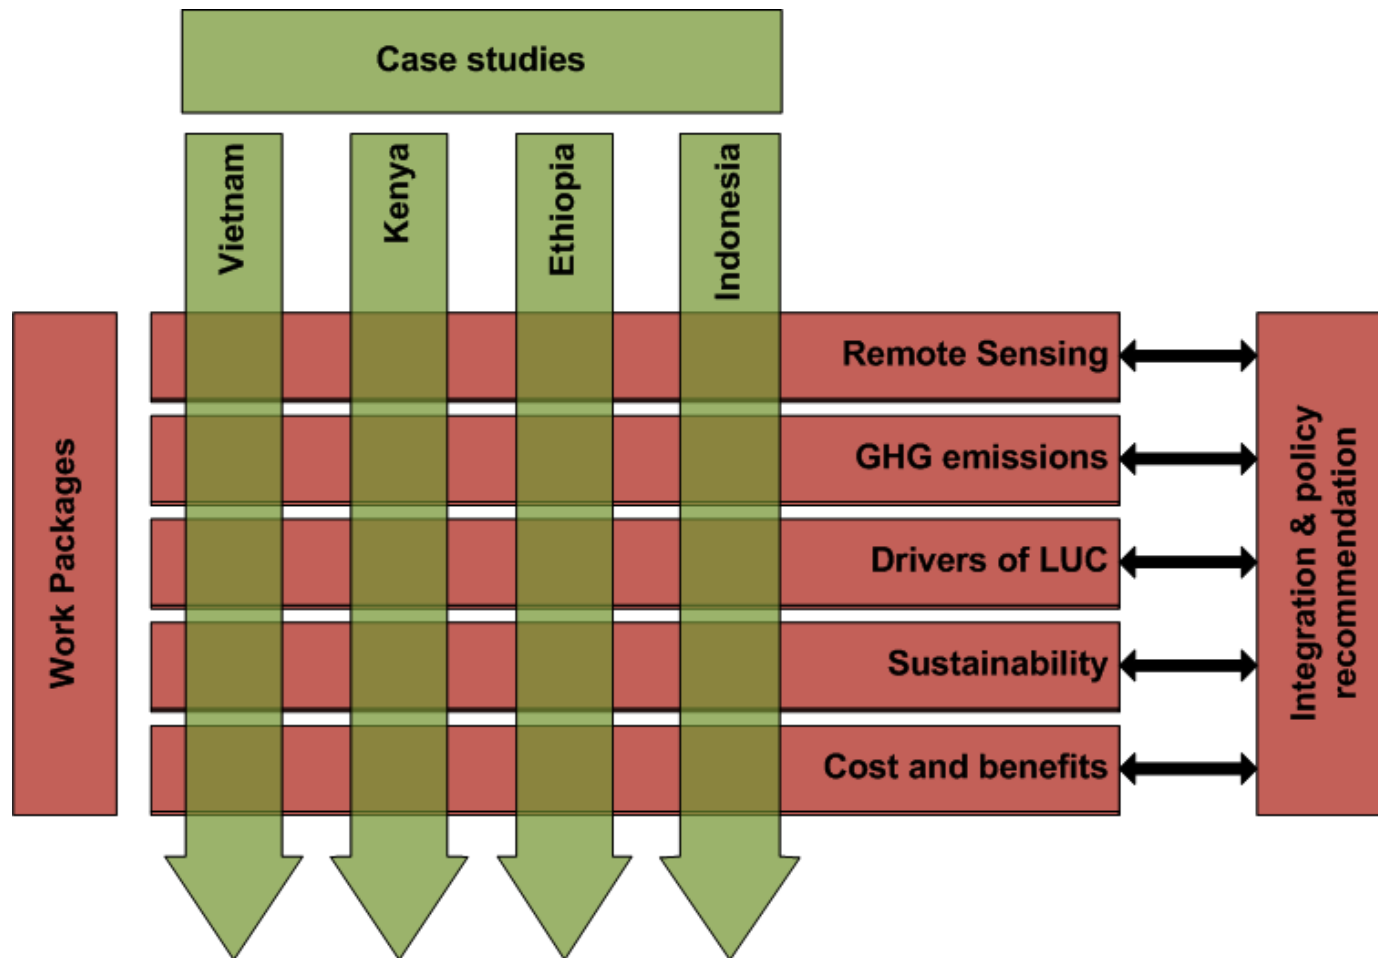 Case studies
Vietnam
Kenya
Ethiopia
Indonesia
Work Packages
Remote Sensing
GHG emissions
Drivers of LUC
Sustainability
Cost and benefits
Integration & policy
recommendation